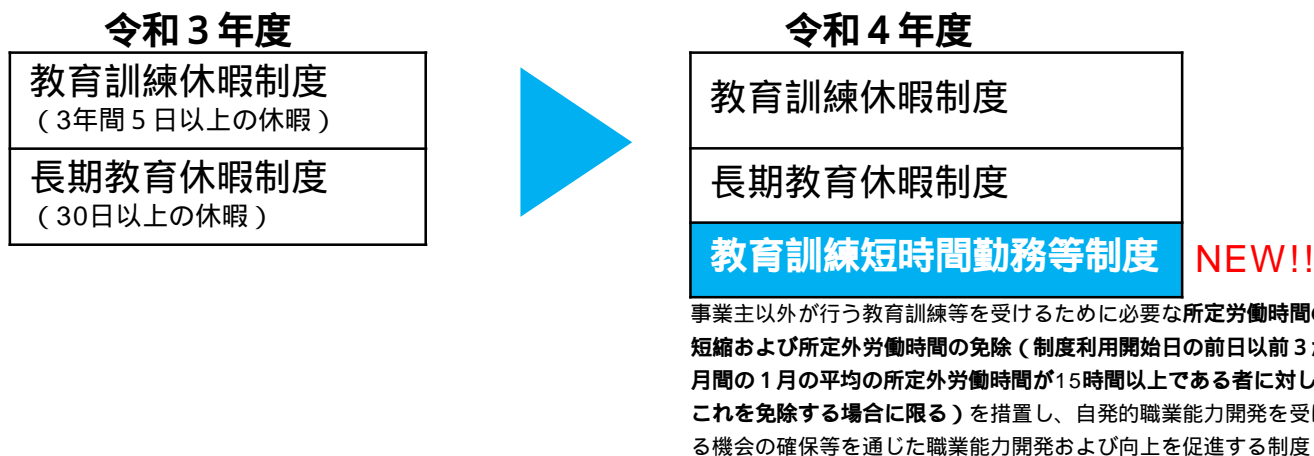 令和３年度
教育訓練休暇制度
（3年間５日以上の休暇）
長期教育休暇制度
（30日以上の休暇）
令和４年度
教育訓練休暇制度
長期教育休暇制度
教育訓練短時間勤務等制度
NEW!!
事業主以外が行う教育訓練等を受けるために必要な所定労働時間の
短縮および所定外労働時間の免除（制度利用開始日の前日以前３
月間の１月の平均の所定外労働時間が15時間以上である者に対し
これを免除する場合に限る）を措置し、自発的職業能力開発を受け
る機会の確保等を通じた職業能力開発および向上を促進する制度